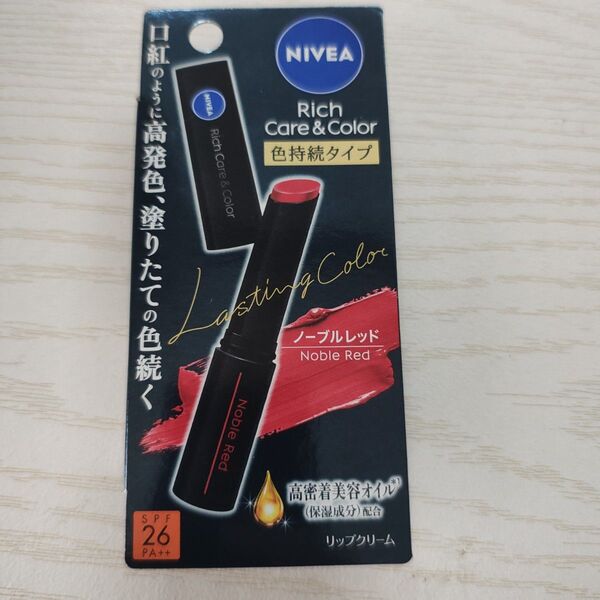 NIVEA
Rich
Care & Color
色持続タイプ
口紅のように高発色、塗りたての色続く
NIVEA
Rich Care & Color
Lasting Color
ノーブルレッド
Noble Red
Noble Red
高密着美容オイル*1
(保湿成分)配合
SPF
26
PA++
リップクリーム